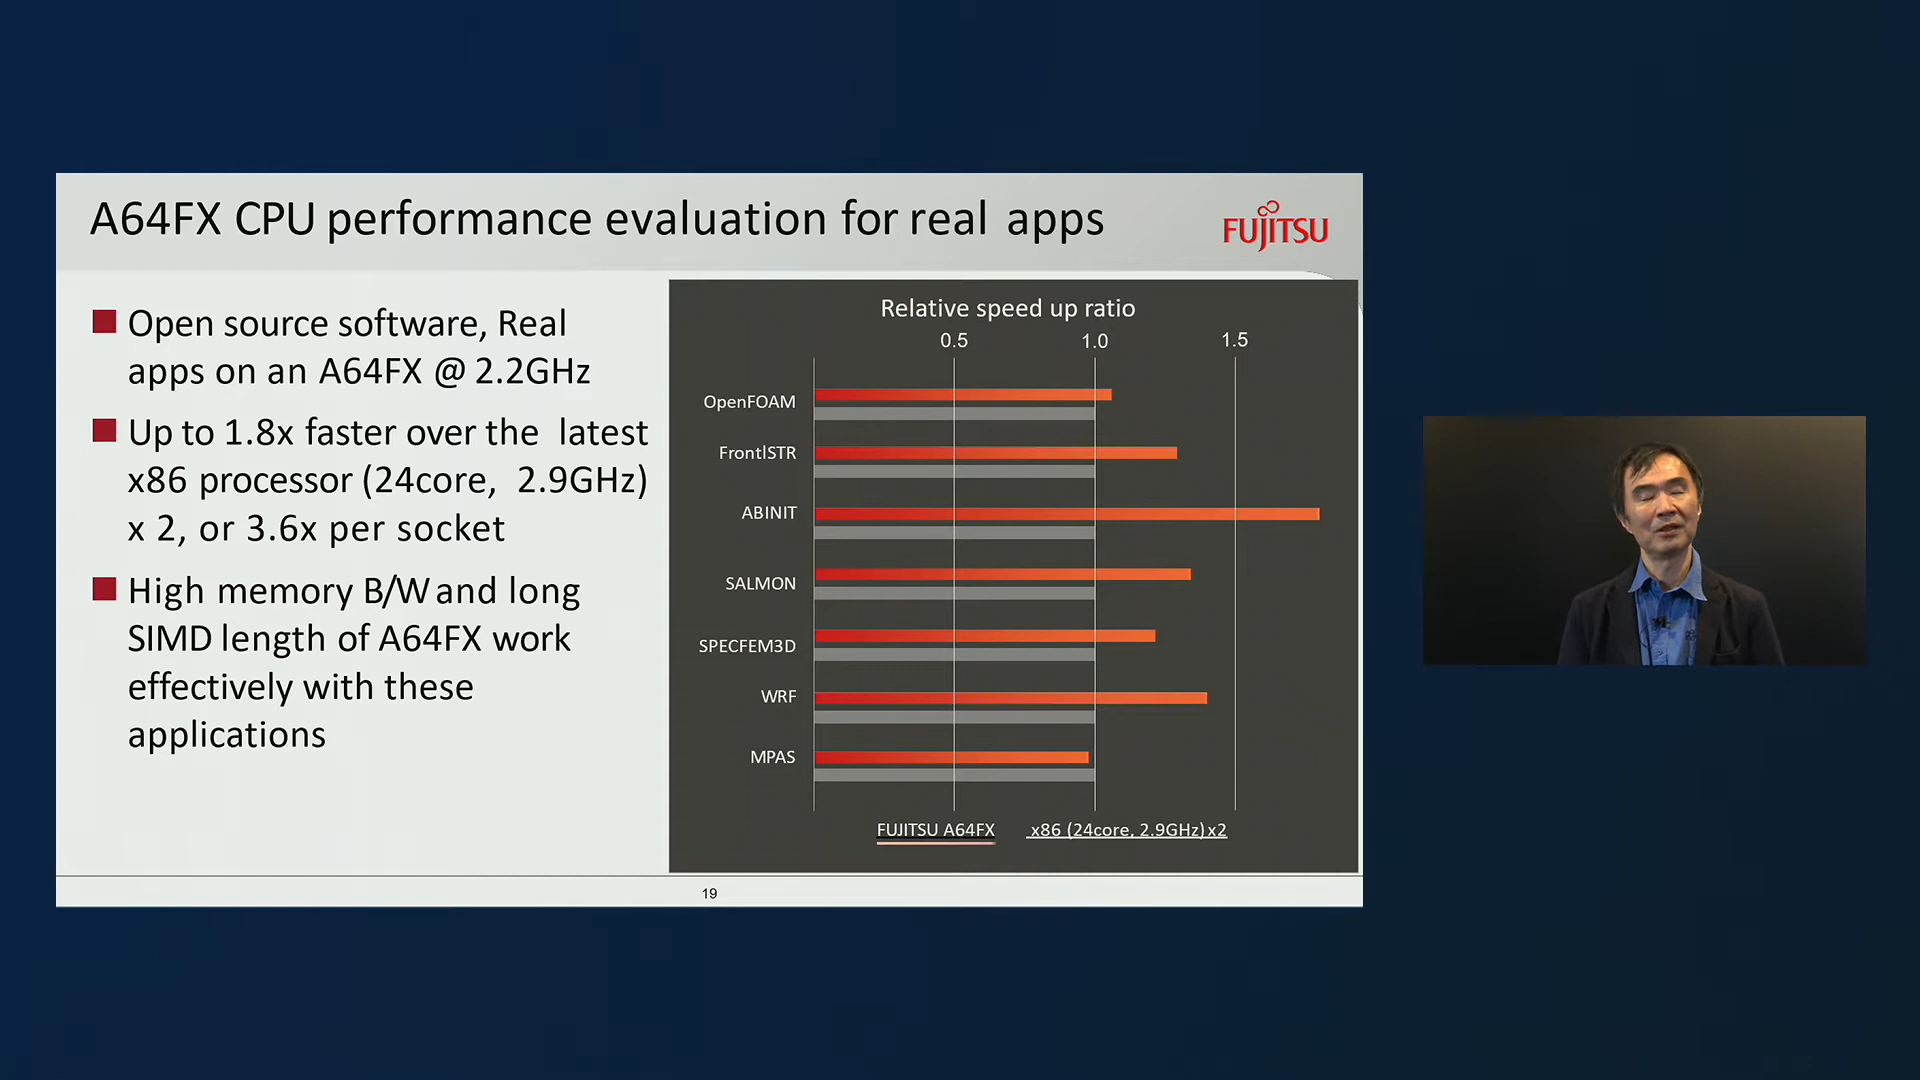 A64FX CPU performance evaluation for real apps
FUJITSU
Open source software, Real
apps on an A64FX @ 2.2GHz
Up to 1.8x faster over the latest
x86 processor (24core, 2.9GHz)
x 2, or 3.6x per socket
High memory B/W and long
SIMD length of A64FX work
effectively with these
applications
Relative speed up ratio
0.5 1.0 1.5
OpenFOAM
FrontISTR
ABINIT
SALMON
SPECFEM3D
WRF
MPAS
FUJITSU A64FX x86 (24core, 2.9GHz) x2
19